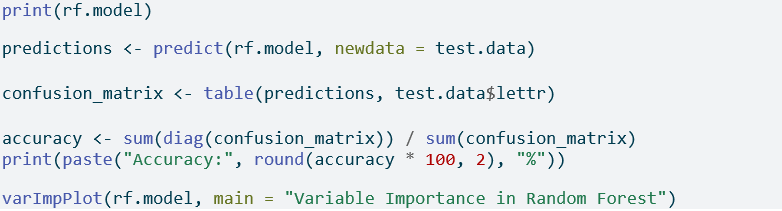 print(rf.model)
predictions <- predict(rf.model, newdata = test.data)
confusion_matrix <- table(predictions, test.data$lettr)
accuracy <- sum(diag(confusion_matrix)) / sum(confusion_matrix)
print(paste("Accuracy:", round(accuracy * 100, 2), "%"))
varImpPlot(rf.model, main = "Variable Importance in Random Forest")